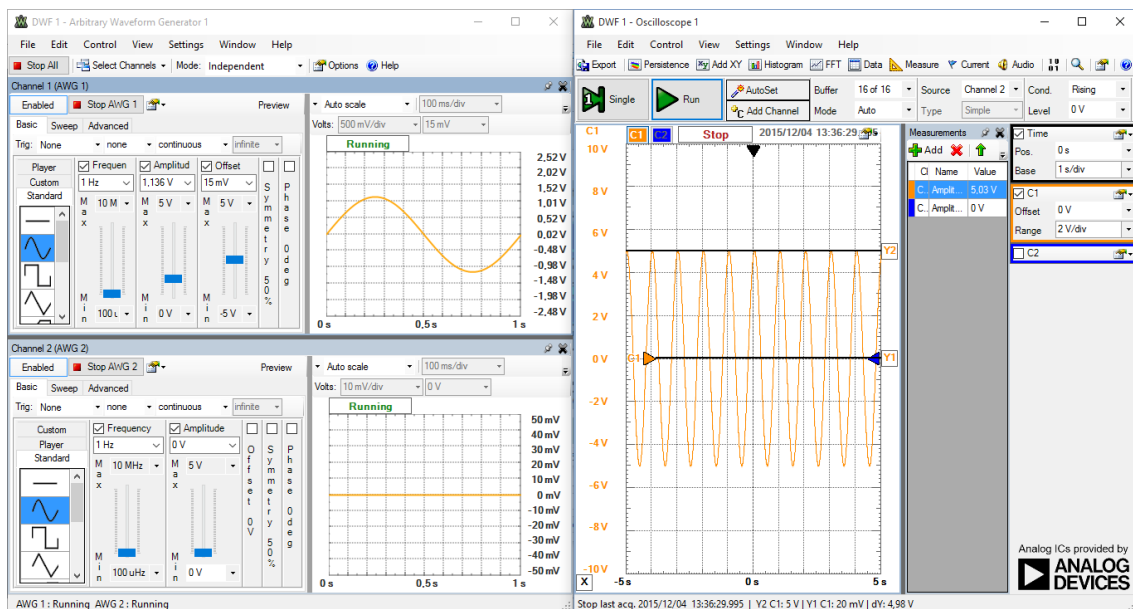 DWF 1 - Arbitrary Waveform Generator 1
File Edit Control View Settings Window Help
Stop All Select Channels Mode: Independent Options Help
Channel 1 (AWG 1)
Enabled Stop AWG 1 Preview
Basic Sweep Advanced
Trig: None none continuous infinite
Player
Custom
Standard
Frequen Amplitud Offset
1 Hz 1,136 V 15 mV
Max 10 M Max 5 V 5 V
Min 100 u Min 0 V -5 V
Symmetry 50%
Phase 0deg
Auto scale 100 ms/div
Volts: 500 mV/div 15 mV
Running
2,52 V
2,02 V
1,52 V
1,01 V
0,52 V
0,02 V
-0,48 V
-0,98 V
-1,48 V
-1,98 V
-2,48 V
0 s 0,5 s 1 s
Channel 2 (AWG 2)
Enabled Stop AWG 2 Preview
Basic Sweep Advanced
Trig: None none continuous infinite
Custom
Player
Standard
Frequency Amplitude
1 Hz 0 V
Max 10 MHz Max 5 V
Min 100 uHz Min 0 V
Offset 0V
Symmetry 50%
Phase 0deg
Auto scale 100 ms/div
Volts: 10 mV/div 0 V
Running
50 mV
40 mV
30 mV
20 mV
10 mV
0 mV
-10 mV
-20 mV
-30 mV
-40 mV
-50 mV
0 s 0,5 s 1 s
AWG 1 : Running AWG 2 : Running
DWF 1 - Oscilloscope 1
File Edit Control View Settings Window Help
Export Persistence Add XY Histogram FFT Data Measure Current Audio
Single Run AutoSet Add Channel
Buffer 16 of 16 Source Channel 2 Cond. Rising
Mode Auto Type Simple Level 0 V
C1 C1 C2 Stop 2015/12/04 13:36:29.995
10 V
8 V
6 V
4 V
2 V
0 V
-2 V
-4 V
-6 V
-8 V
-10 V
C1
Y2
Y1
X -5 s 0 s 5 s
Measurements
Add
Name Value
C.. Amplit... 5,03 V
C.. Amplit... 0 V
Time
Pos. 0 s
Base 1 s/div
C1
Offset 0 V
Range 2 V/div
C2
Analog ICs provided by
ANALOG
DEVICES
Stop last acq. 2015/12/04 13:36:29.995 | Y2 C1: 5 V | Y1 C1: 20 mV | dY: 4,98 V